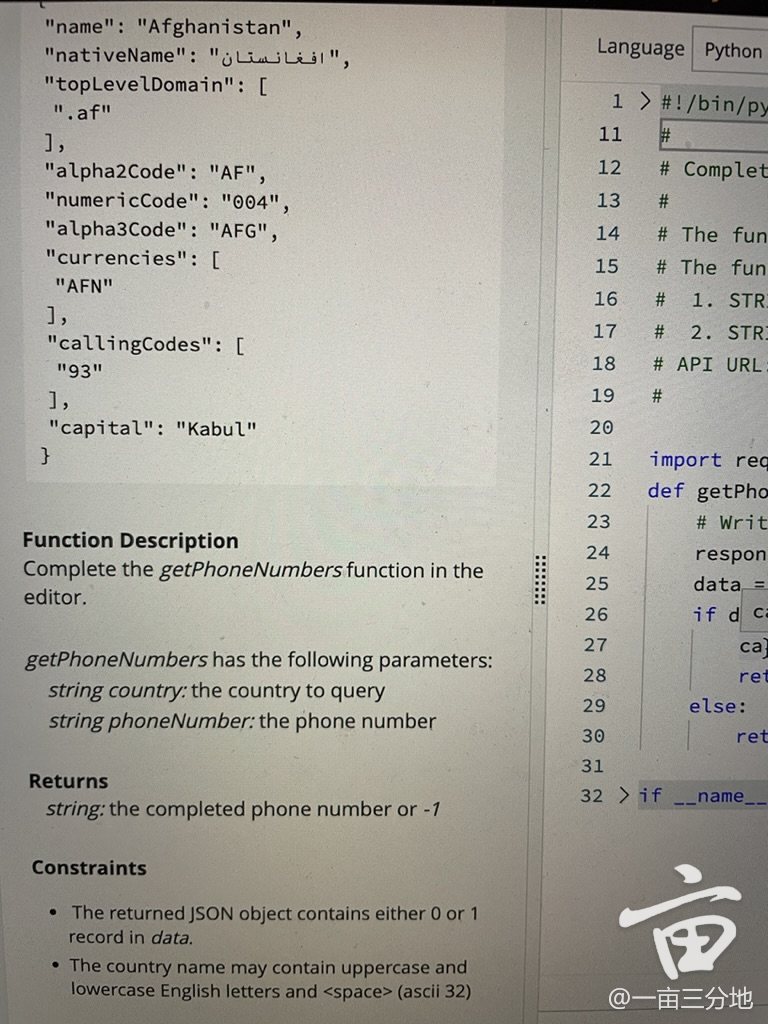 {
"name": "Afghanistan",
"nativeName": "افغانستان",
"topLevelDomain": [
".af"
],
"alpha2Code": "AF",
"numericCode": "004",
"alpha3Code": "AFG",
"currencies": [
"AFN"
],
"callingCodes": [
"93"
],
"capital": "Kabul"
}
Function Description
Complete the getPhoneNumbers function in the
editor.
getPhoneNumbers has the following parameters:
string country: the country to query
string phoneNumber: the phone number
Returns
string: the completed phone number or -1
Constraints
• The returned JSON object contains either 0 or 1
record in data.
• The country name may contain uppercase and
lowercase English letters and <space> (ascii 32)
Language Python
1 > #!/bin/py
11 #
12 # Complet
13 #
14 # The fun
15 # The fun
16 # 1. STRI
17 # 2. STRI
18 # API URL:
19 #
20
21 import req
22 def getPho
23 # Writ
24 respon
25 data =
26 if d ca
27 ca
28 ret
29 else:
30 ret
31
32 > if __name__
亩
@一亩三分地